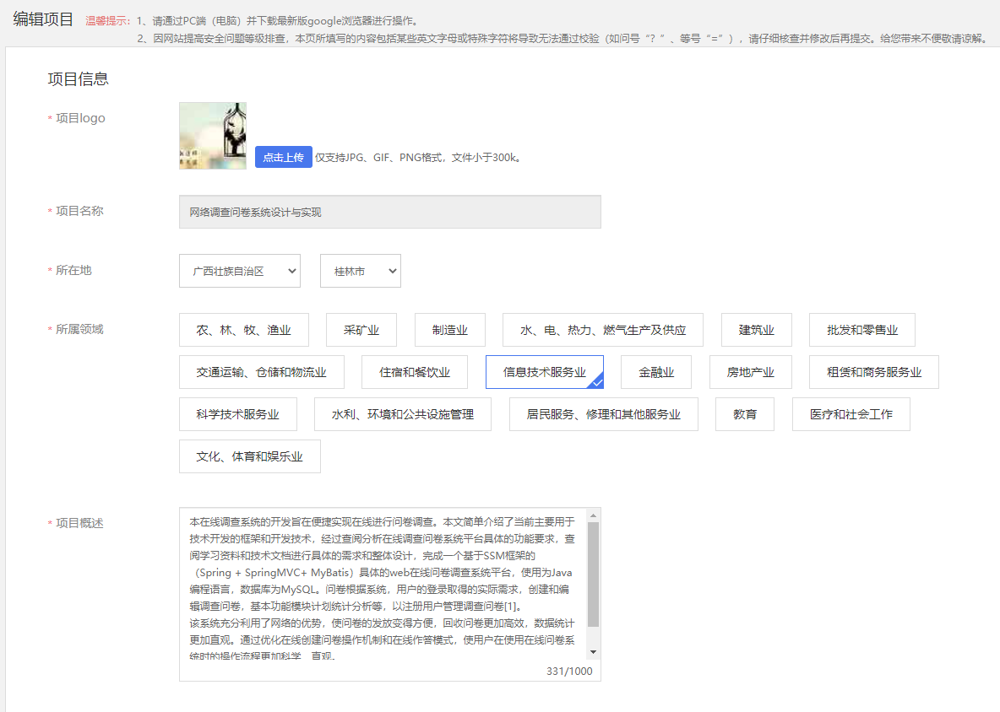 编辑项目 温馨提示: 1、请通过PC端（电脑）并下载最新版google浏览器进行操作。
2、因网站提高安全问题等级排查，本页所填写的内容包括某些英文字母或特殊字符将导致无法通过校验（如问号“？”、等号“=”），请仔细核查并修改后再提交。给您带来不便敬请谅解。
项目信息
* 项目logo
点击上传 仅支持JPG、GIF、PNG格式，文件小于300k。
* 项目名称
网络调查问卷系统设计与实现
* 所在地
广西壮族自治区 桂林市
* 所属领域
农、林、牧、渔业 采矿业 制造业 水、电、热力、燃气生产及供应 建筑业 批发和零售业
交通运输、仓储和物流业 住宿和餐饮业 信息技术服务业 金融业 房地产业 租赁和商务服务业
科学技术服务业 水利、环境和公共设施管理 居民服务、修理和其他服务业 教育 医疗和社会工作
文化、体育和娱乐业
* 项目概述
本在线调查系统的开发旨在便捷实现在线进行问卷调查。本文简单介绍了当前主要用于
技术开发的框架和开发技术，经过查阅分析在线调查问卷系统平台具体的功能要求，查
阅学习资料和技术文档进行具体的需求和整体设计，完成一个基于SSM框架的
（Spring + SpringMVC+ MyBatis）具体的web在线问卷调查系统平台，使用为Java
编程语言，数据库为MySQL。问卷根据系统，用户的登录取得的实际需求，创建和编
辑调查问卷，基本功能模块计划统计分析等，以注册用户管理调查问卷[1]。
该系统充分利用了网络的优势，使问卷的发放变得方便，回收问卷更加高效，数据统计
更加直观。通过优化在线创建问卷操作机制和在线作答模式，使用户在使用在线问卷系
统时的操作流程更加科学、直观。
331/1000